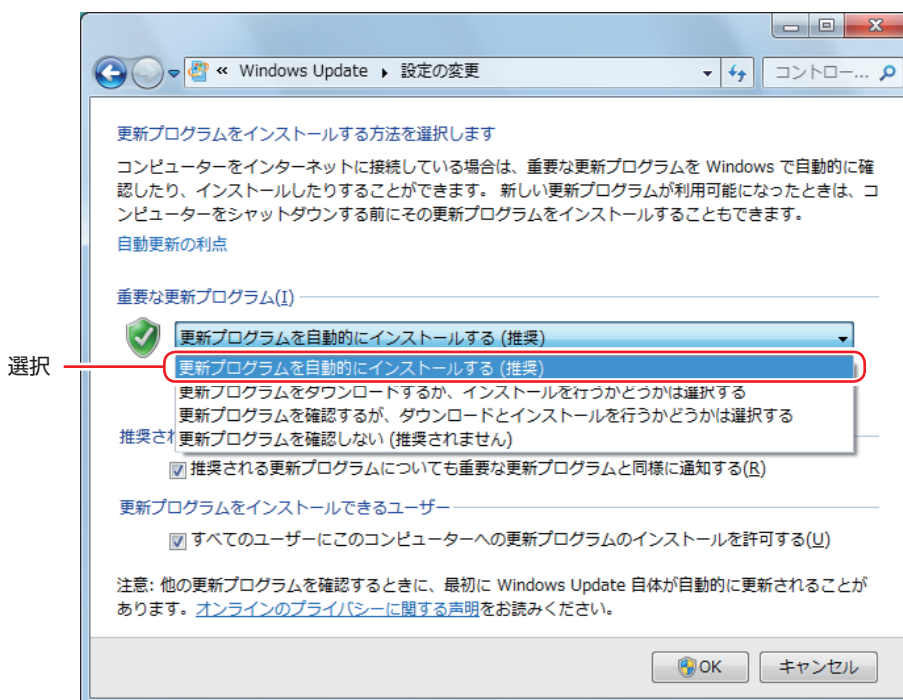 « Windows Update ▸ 設定の変更
コントロー...
更新プログラムをインストールする方法を選択します
コンピューターをインターネットに接続している場合は、重要な更新プログラムを Windows で自動的に確
認したり、インストールしたりすることができます。 新しい更新プログラムが利用可能になったときは、コ
ンピューターをシャットダウンする前にその更新プログラムをインストールすることもできます。
自動更新の利点
重要な更新プログラム(I)
更新プログラムを自動的にインストールする (推奨)
選択
更新プログラムを自動的にインストールする (推奨)
更新プログラムをダウンロードするが、インストールを行うかどうかは選択する
更新プログラムを確認するが、ダウンロードとインストールを行うかどうかは選択する
推奨さ
更新プログラムを確認しない (推奨されません)
推奨される更新プログラムについても重要な更新プログラムと同様に通知する(R)
更新プログラムをインストールできるユーザー
すべてのユーザーにこのコンピューターへの更新プログラムのインストールを許可する(U)
注意: 他の更新プログラムを確認するときに、最初に Windows Update 自体が自動的に更新されることが
あります。オンラインのプライバシーに関する声明をお読みください。
OK
キャンセル